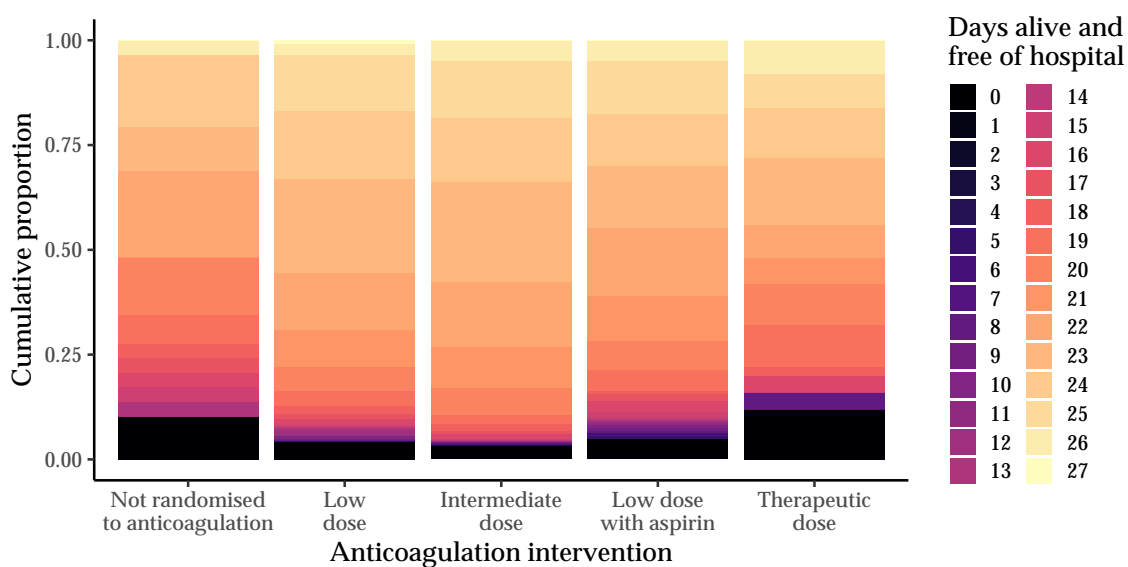 Days alive and
free of hospital
1.00
0.75
0.50
0.25
0.00
Cumulative proportion
0
1
2
3
4
5
6
7
8
9
10
11
12
13
14
15
16
17
18
19
20
21
22
23
24
25
26
27
Not randomised
to anticoagulation
Low
dose
Intermediate
dose
Low dose
with aspirin
Therapeutic
dose
Anticoagulation intervention